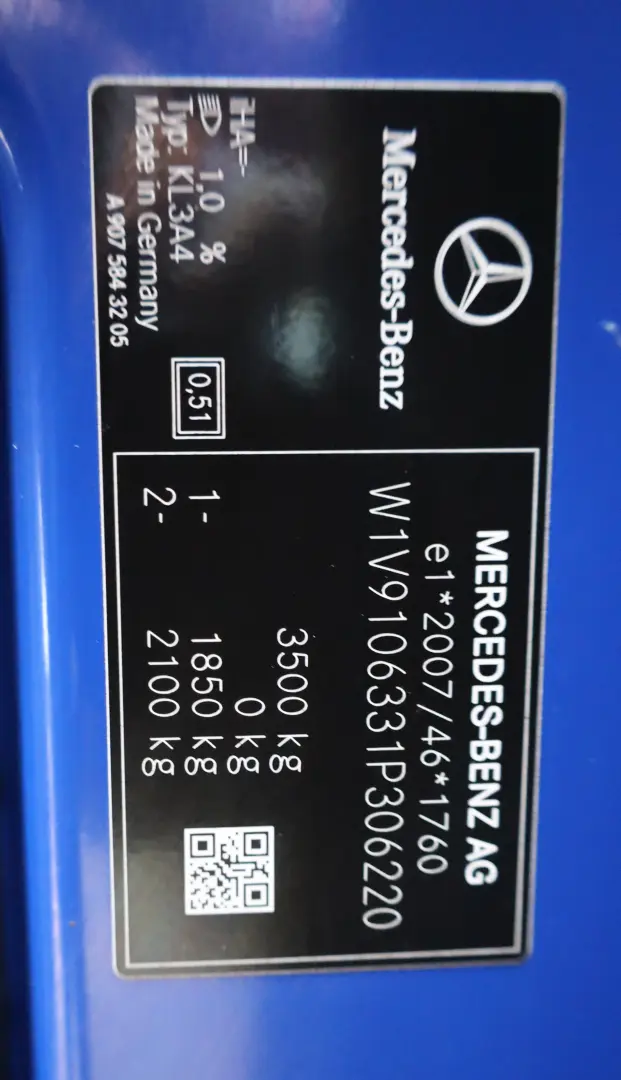 Mercedes-Benz
iHA=-
1,0 %
Typ: KL3A4
Made in Germany
A 907 584 32 05
0,51
MERCEDES-BENZ AG
e1*2007/46*1760
W1V9106331P306220
3500 kg
0 kg
1- 1850 kg
2- 2100 kg